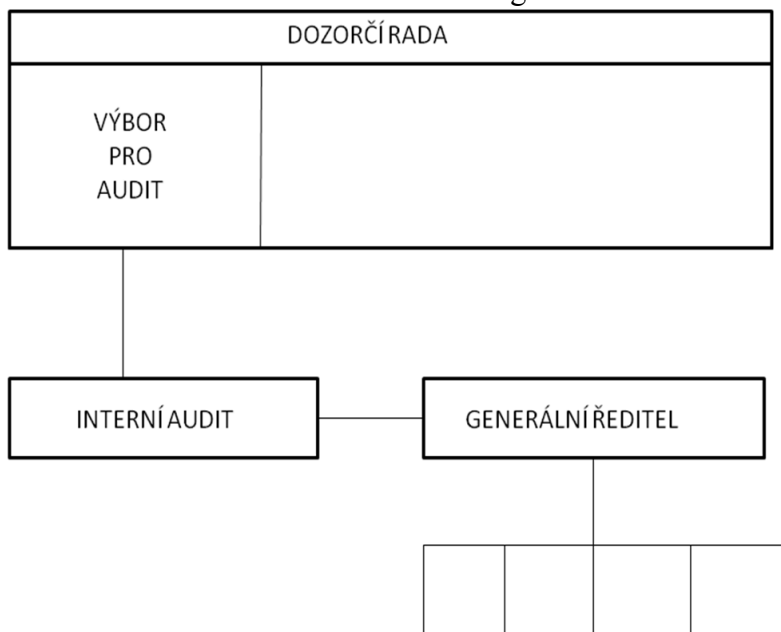 DOZORČÍ RADA
VÝBOR
PRO
AUDIT
INTERNÍ AUDIT
GENERÁLNÍ ŘEDITEL